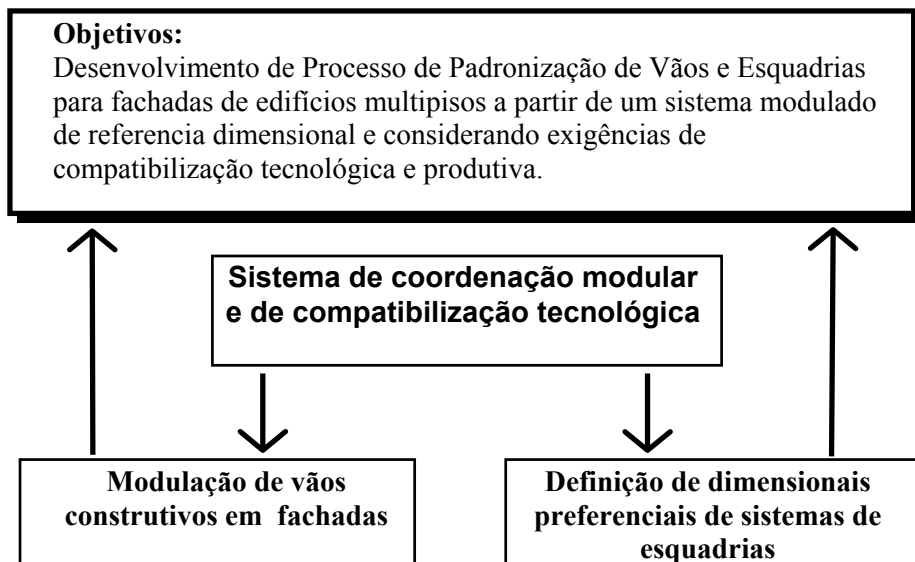 Objetivos:
Desenvolvimento de Processo de Padronização de Vãos e Esquadrias
para fachadas de edifícios multipisos a partir de um sistema modulado
de referencia dimensional e considerando exigências de
compatibilização tecnológica e produtiva.
Sistema de coordenação modular
e de compatibilização tecnológica
Modulação de vãos
construtivos em fachadas
Definição de dimensionais
preferenciais de sistemas de
esquadrias